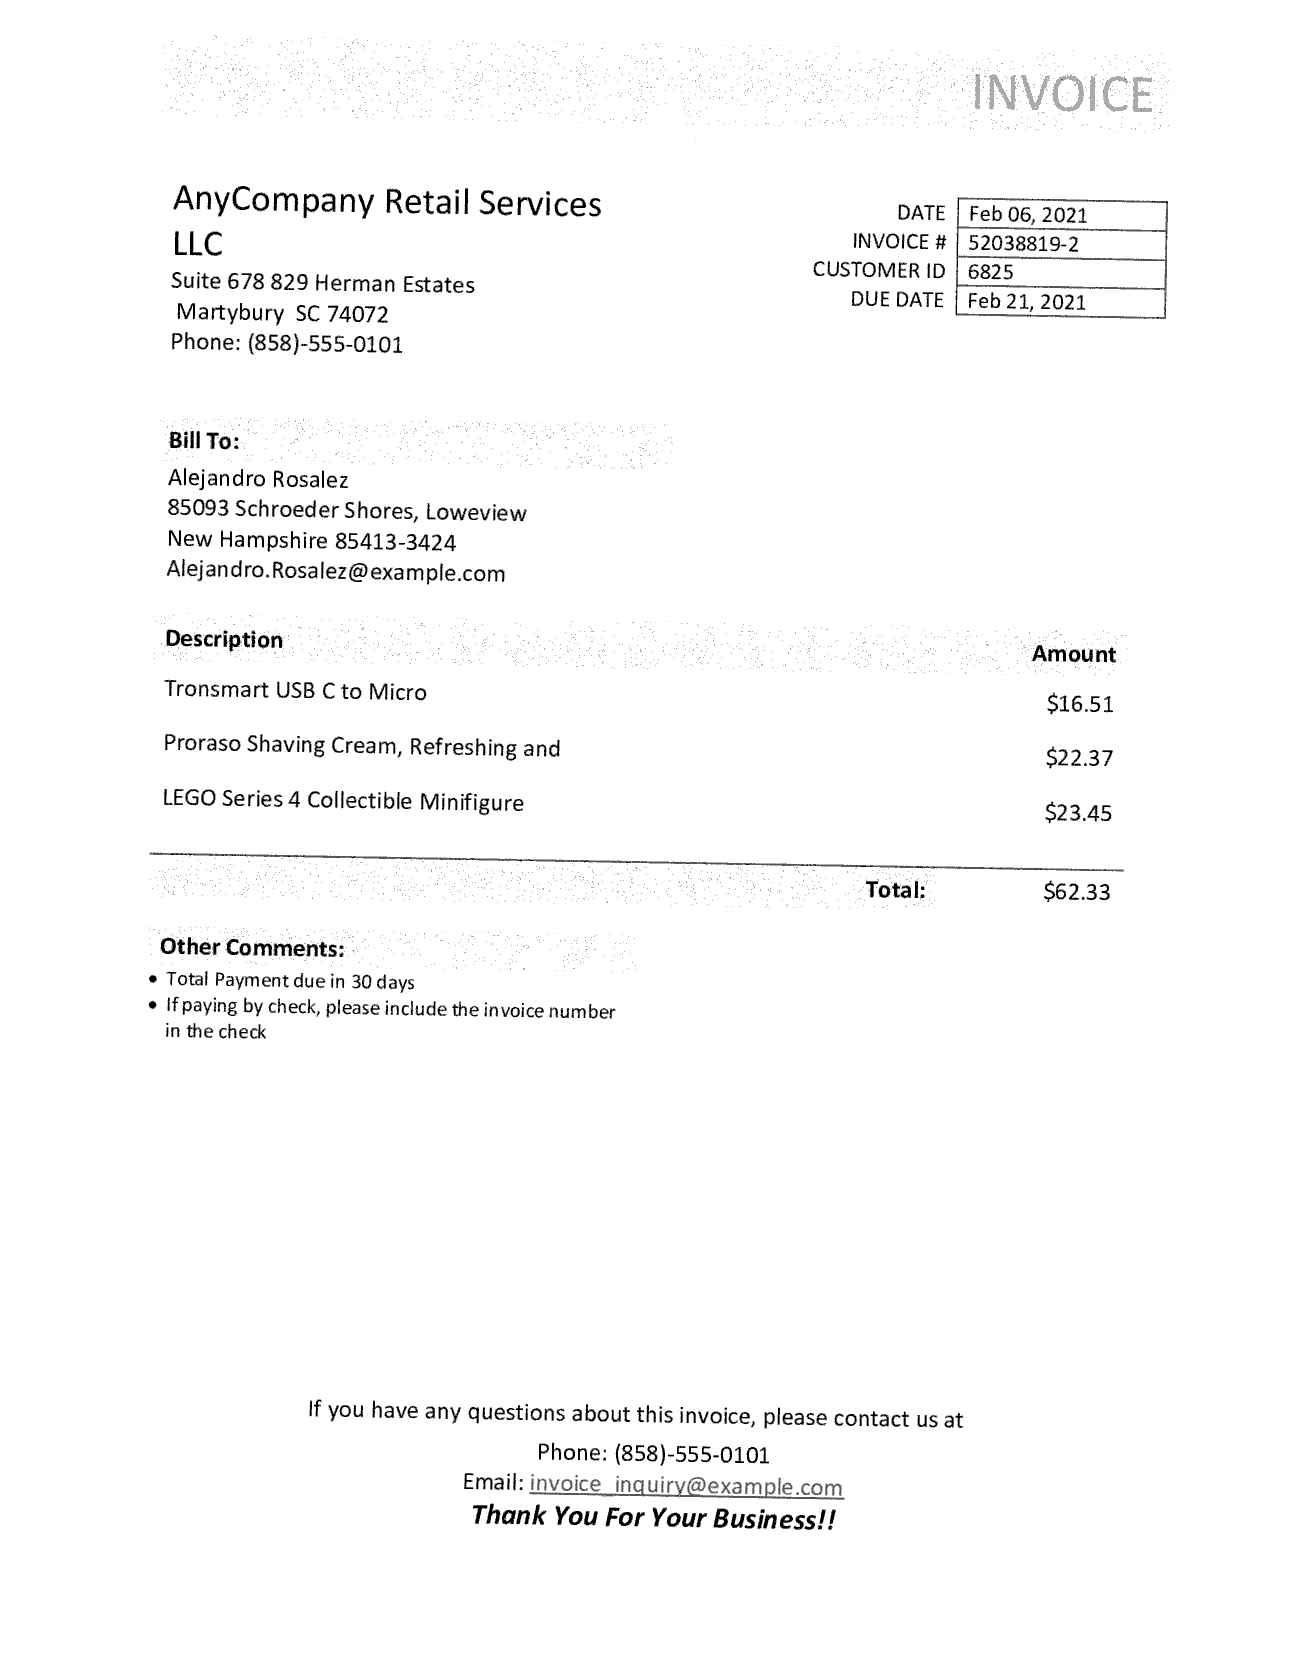 INVOICE
AnyCompany Retail Services
LLC
Suite 678 829 Herman Estates
Martybury SC 74072
Phone: (858)-555-0101
DATE Feb 06, 2021
INVOICE # 52038819-2
CUSTOMER ID 6825
DUE DATE Feb 21, 2021
Bill To:
Alejandro Rosalez
85093 Schroeder Shores, Loweview
New Hampshire 85413-3424
Alejandro.Rosalez@example.com
Description Amount
Tronsmart USB C to Micro $16.51
Proraso Shaving Cream, Refreshing and $22.37
LEGO Series 4 Collectible Minifigure $23.45
Total: $62.33
Other Comments:
• Total Payment due in 30 days
• If paying by check, please include the invoice number
in the check
If you have any questions about this invoice, please contact us at
Phone: (858)-555-0101
Email: invoice_inquiry@example.com
Thank You For Your Business!!